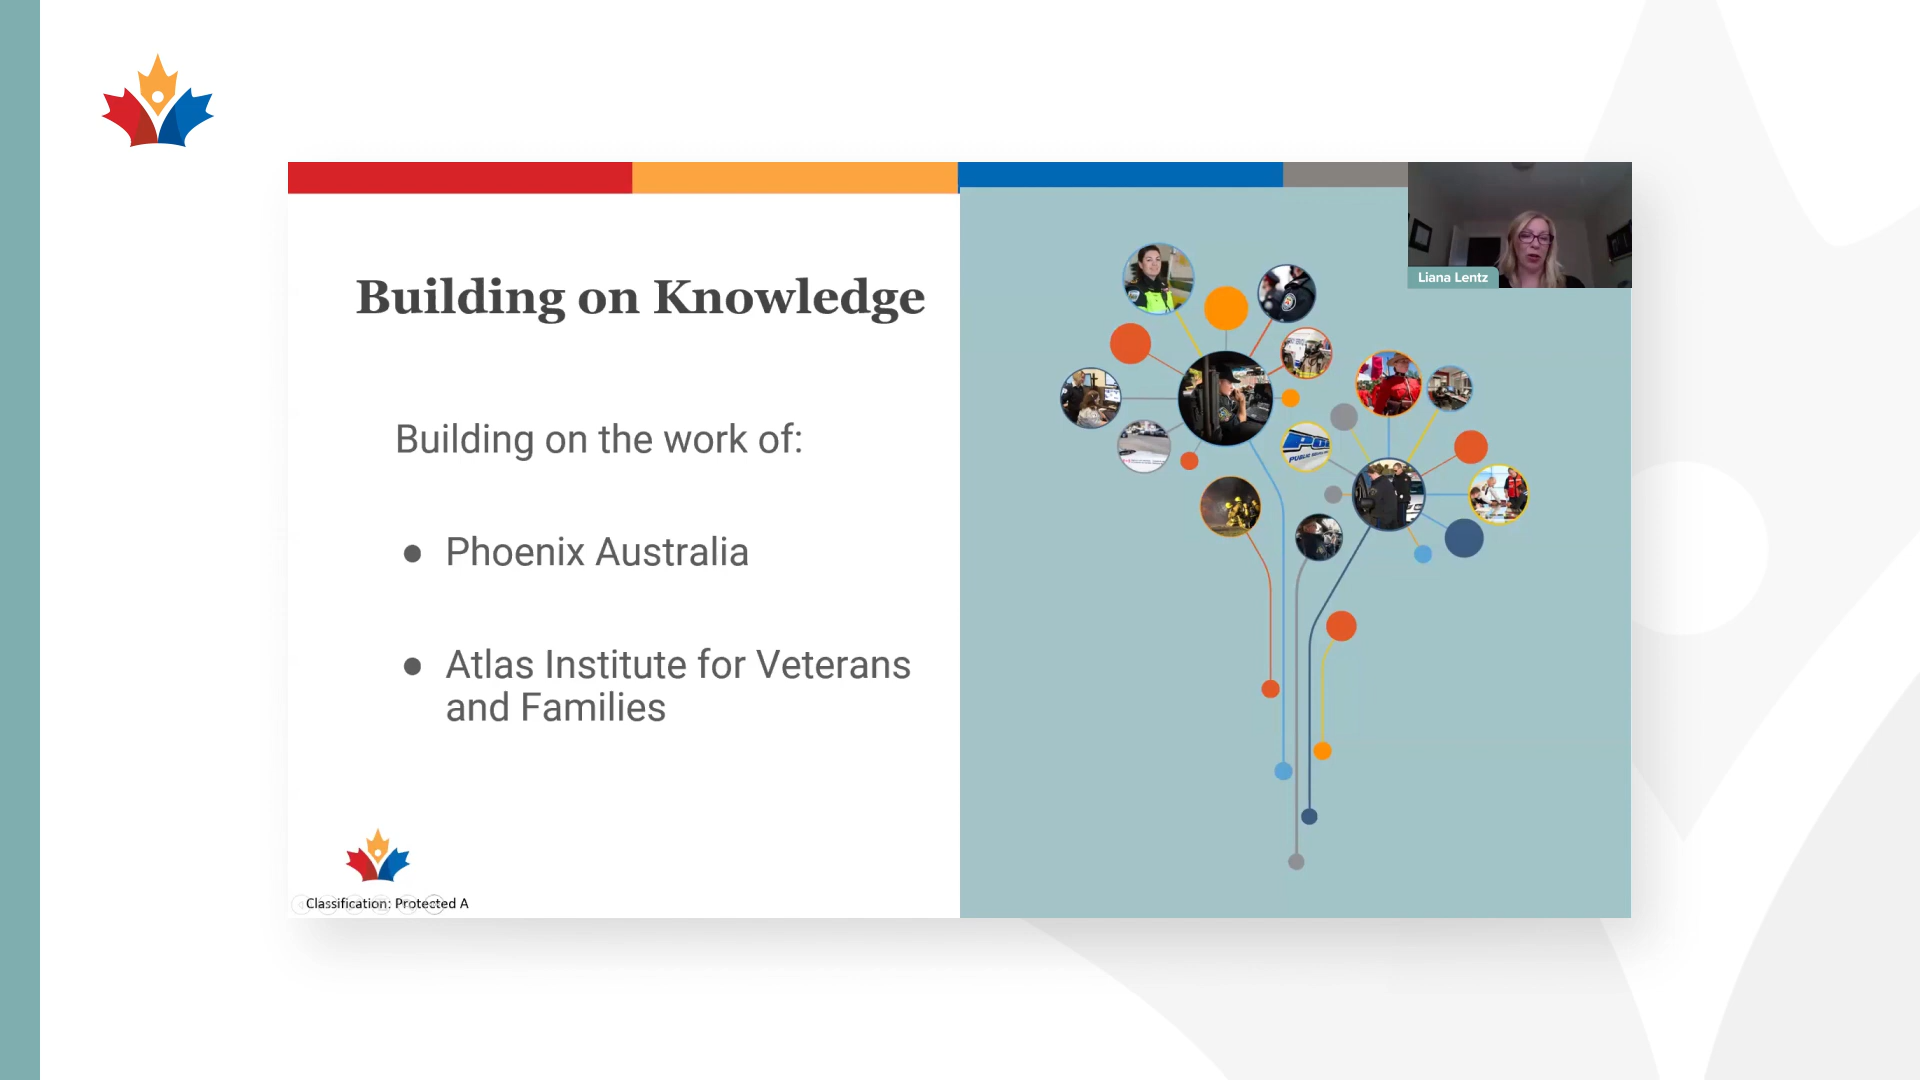 Liana Lentz
Building on Knowledge
Building on the work of:
● Phoenix Australia
● Atlas Institute for Veterans
and Families
Classification: Protected A